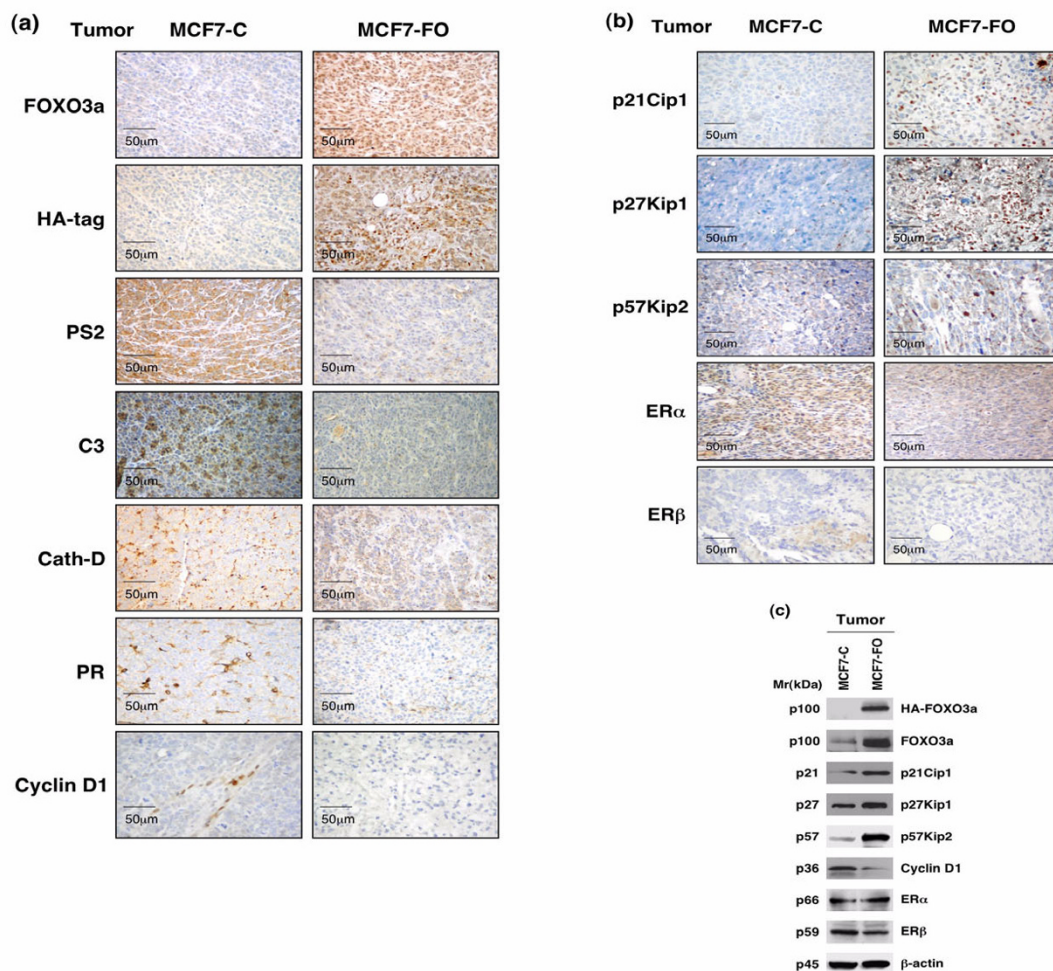 (a)
Tumor MCF7-C MCF7-FO
FOXO3a
50μm 50μm
HA-tag
50μm 50μm
PS2
50μm 50μm
C3
50μm 50μm
Cath-D
50μm 50μm
PR
50μm 50μm
Cyclin D1
50μm 50μm
(b)
Tumor MCF7-C MCF7-FO
p21Cip1
50μm 50μm
p27Kip1
50μm 50μm
p57Kip2
50μm 50μm
ERα
50μm 50μm
ERβ
50μm 50μm
(c)
Tumor
Mr(kDa) MCF7-C MCF7-FO
p100 HA-FOXO3a
p100 FOXO3a
p21 p21Cip1
p27 p27Kip1
p57 p57Kip2
p36 Cyclin D1
p66 ERα
p59 ERβ
p45 β-actin